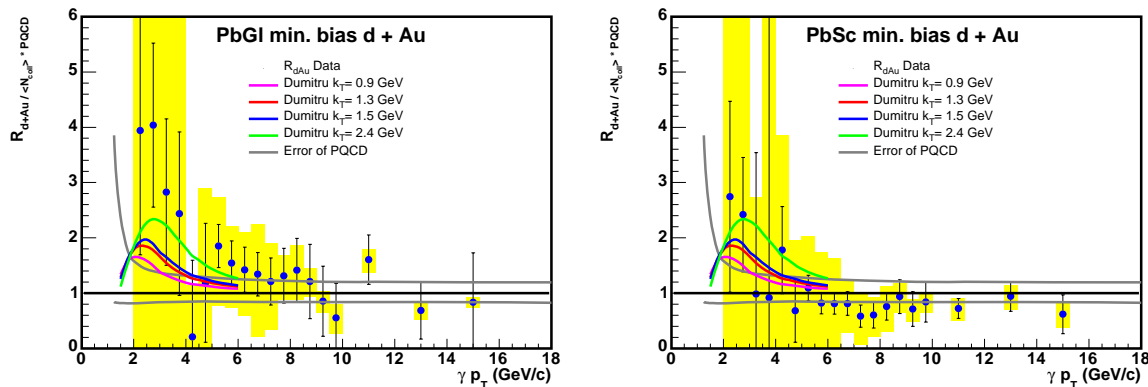 PbGl min. bias d + Au
R_dAu Data
Dumitru k_T= 0.9 GeV
Dumitru k_T= 1.3 GeV
Dumitru k_T= 1.5 GeV
Dumitru k_T= 2.4 GeV
Error of PQCD
R_d+Au / <N_coll> * PQCD
6
5
4
3
2
1
0
0 2 4 6 8 10 12 14 16 18
γ p_T (GeV/c)
PbSc min. bias d + Au
R_dAu Data
Dumitru k_T= 0.9 GeV
Dumitru k_T= 1.3 GeV
Dumitru k_T= 1.5 GeV
Dumitru k_T= 2.4 GeV
Error of PQCD
R_d+Au / <N_coll> * PQCD
6
5
4
3
2
1
0
0 2 4 6 8 10 12 14 16 18
γ p_T (GeV/c)